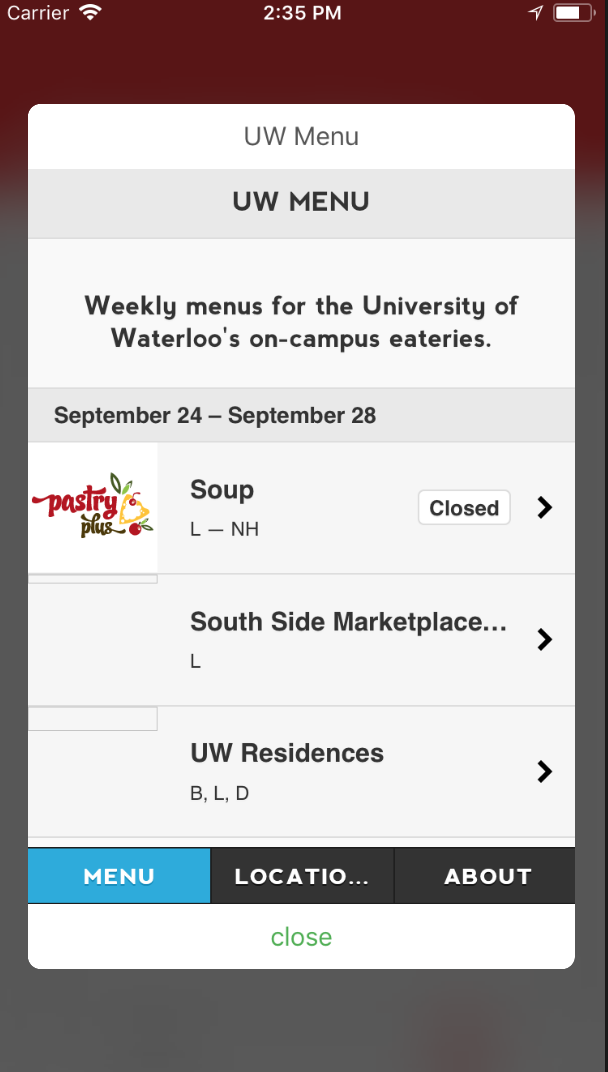 Carrier 2:35 PM
UW Menu
UW MENU
Weekly menus for the University of
Waterloo's on-campus eateries.
September 24 – September 28
pastry
plus
Soup
Closed
L — NH
South Side Marketplace...
L
UW Residences
B, L, D
MENU LOCATIO... ABOUT
close